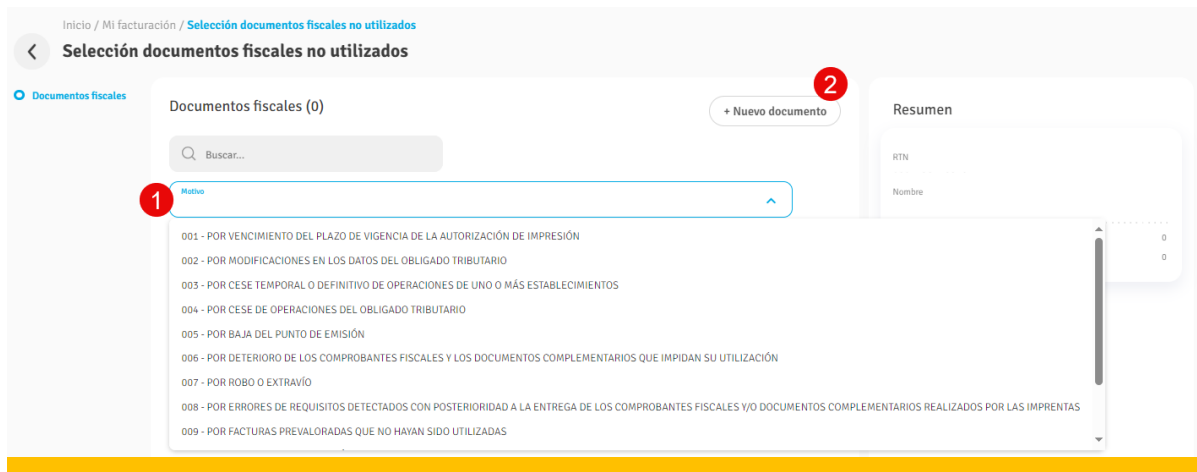 Inicio / Mi facturación / Selección documentos fiscales no utilizados
Selección documentos fiscales no utilizados
Documentos fiscales
Documentos fiscales (0)
2
+ Nuevo documento
Resumen
Buscar...
RTN
1
Motivo
Nombre
001 - POR VENCIMIENTO DEL PLAZO DE VIGENCIA DE LA AUTORIZACIÓN DE IMPRESIÓN
0
002 - POR MODIFICACIONES EN LOS DATOS DEL OBLIGADO TRIBUTARIO
0
003 - POR CESE TEMPORAL O DEFINITIVO DE OPERACIONES DE UNO O MÁS ESTABLECIMIENTOS
004 - POR CESE DE OPERACIONES DEL OBLIGADO TRIBUTARIO
005 - POR BAJA DEL PUNTO DE EMISIÓN
006 - POR DETERIORO DE LOS COMPROBANTES FISCALES Y LOS DOCUMENTOS COMPLEMENTARIOS QUE IMPIDAN SU UTILIZACIÓN
007 - POR ROBO O EXTRAVÍO
008 - POR ERRORES DE REQUISITOS DETECTADOS CON POSTERIORIDAD A LA ENTREGA DE LOS COMPROBANTES FISCALES Y/O DOCUMENTOS COMPLEMENTARIOS REALIZADOS POR LAS IMPRENTAS
009 - POR FACTURAS PREVALORADAS QUE NO HAYAN SIDO UTILIZADAS